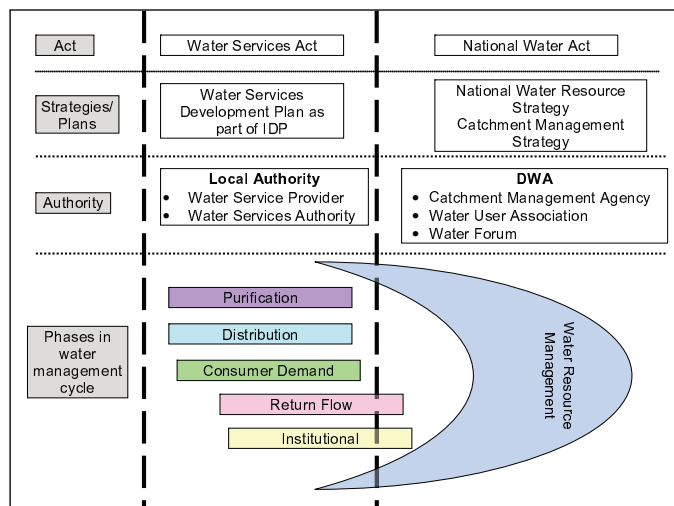 Act
Water Services Act
National Water Act
Strategies/
Plans
Water Services
Development Plan as
part of IDP
National Water Resource
Strategy
Catchment Management
Strategy
Authority
Local Authority
• Water Service Provider
• Water Services Authority
DWA
• Catchment Management Agency
• Water User Association
• Water Forum
Phases in
water
management
cycle
Purification
Distribution
Consumer Demand
Return Flow
Institutional
Water Resource
Management